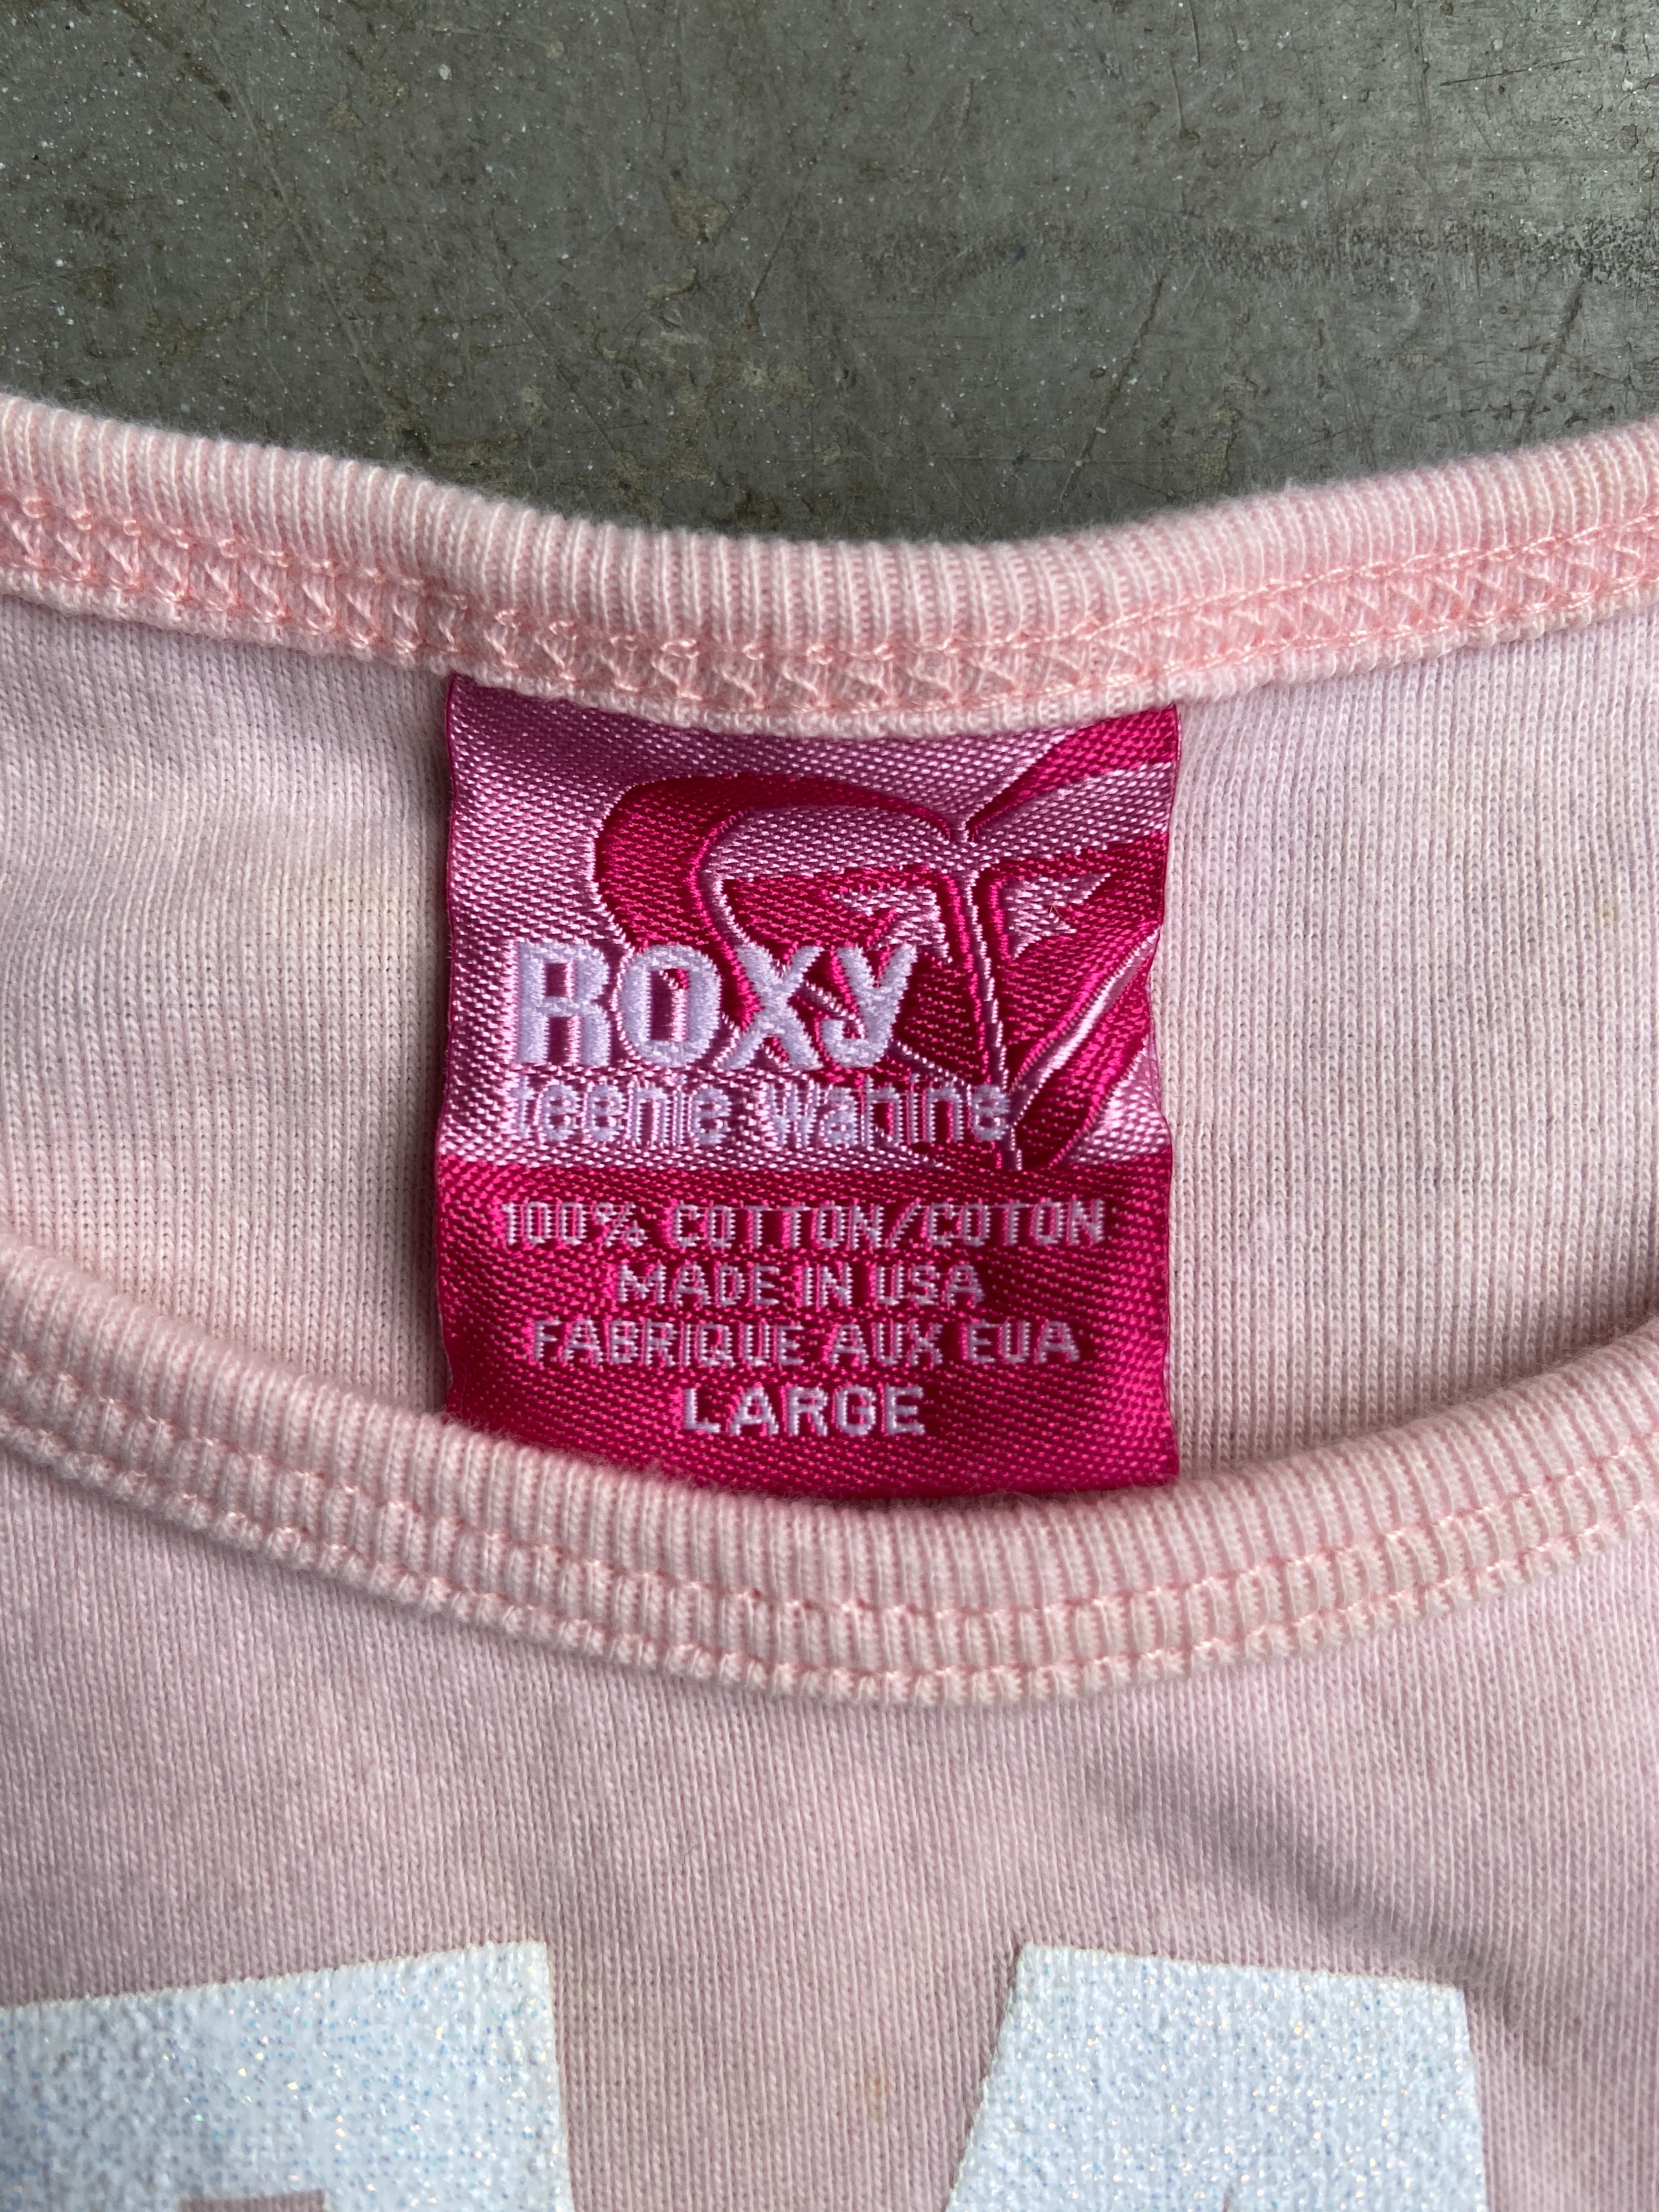 ROXY
teenie wahine
100% COTTON/COTON
MADE IN USA
FABRIQUE AUX EUA
LARGE